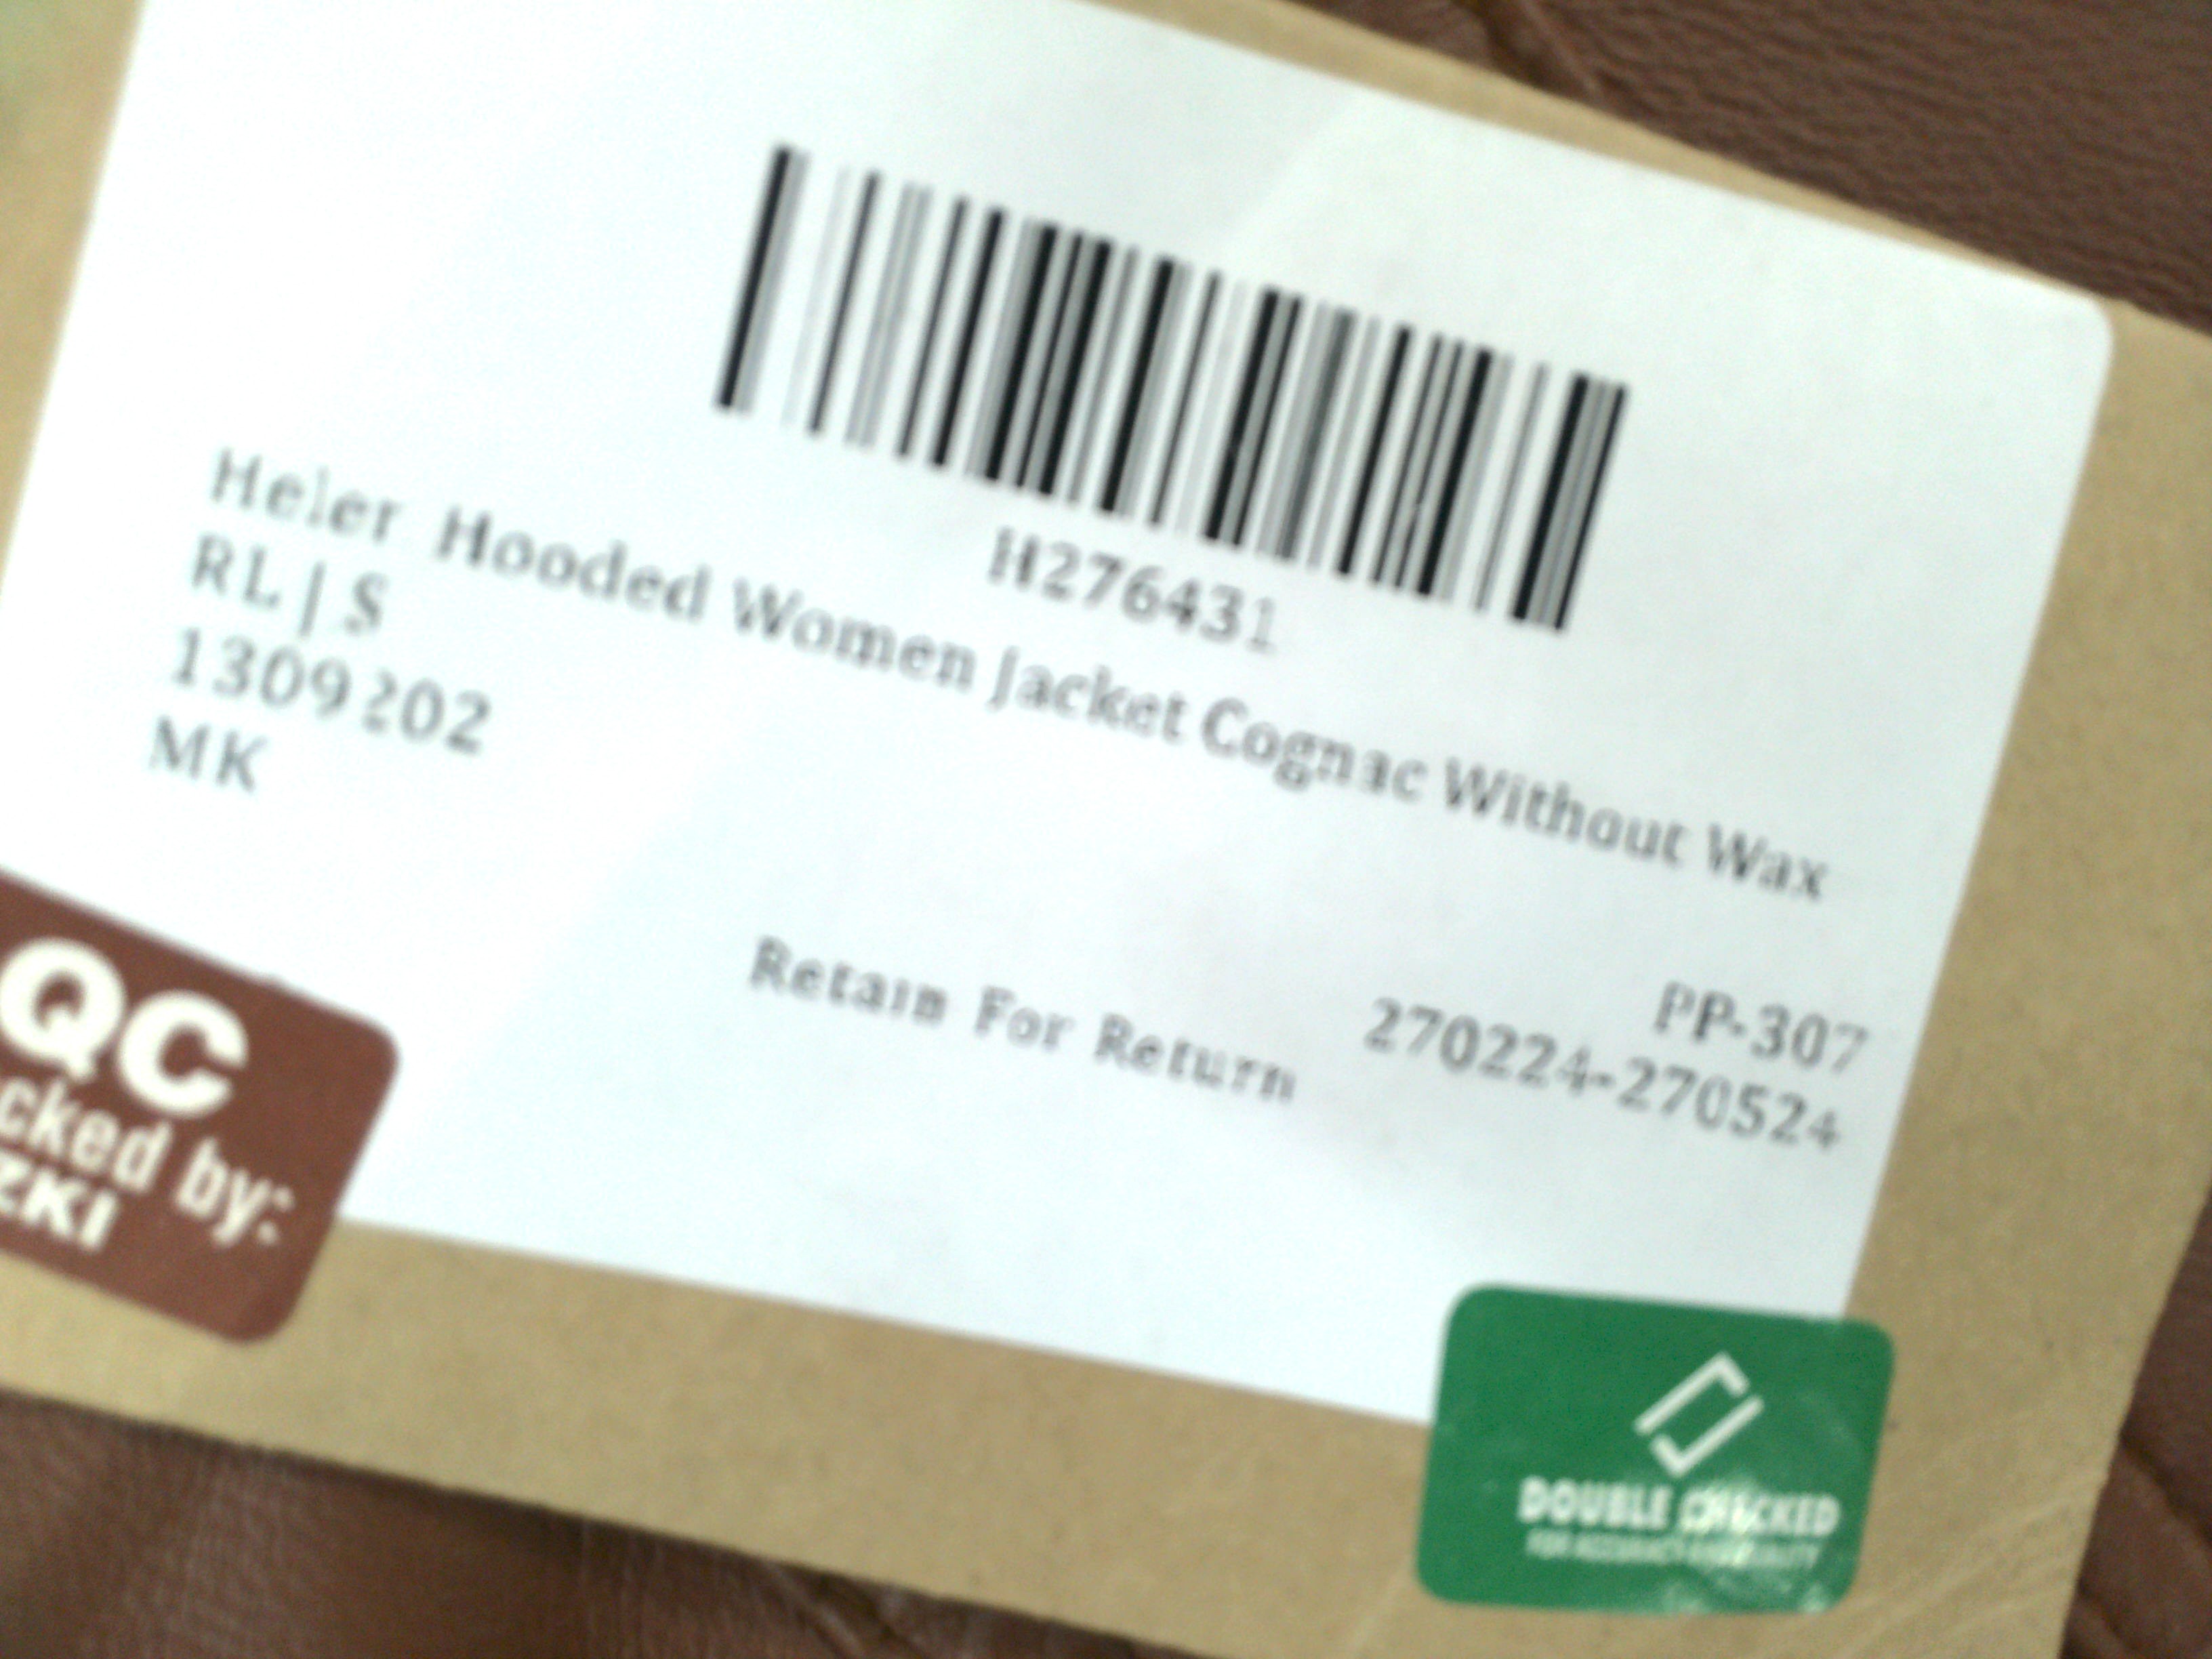 H276431
Heler Hooded Women Jacket Cognac Without Wax
RL | S
1309202
MK
PP-307
Retain For Return
270224-270524
QC
cked by:
ZKI
DOUBLE CHECKED